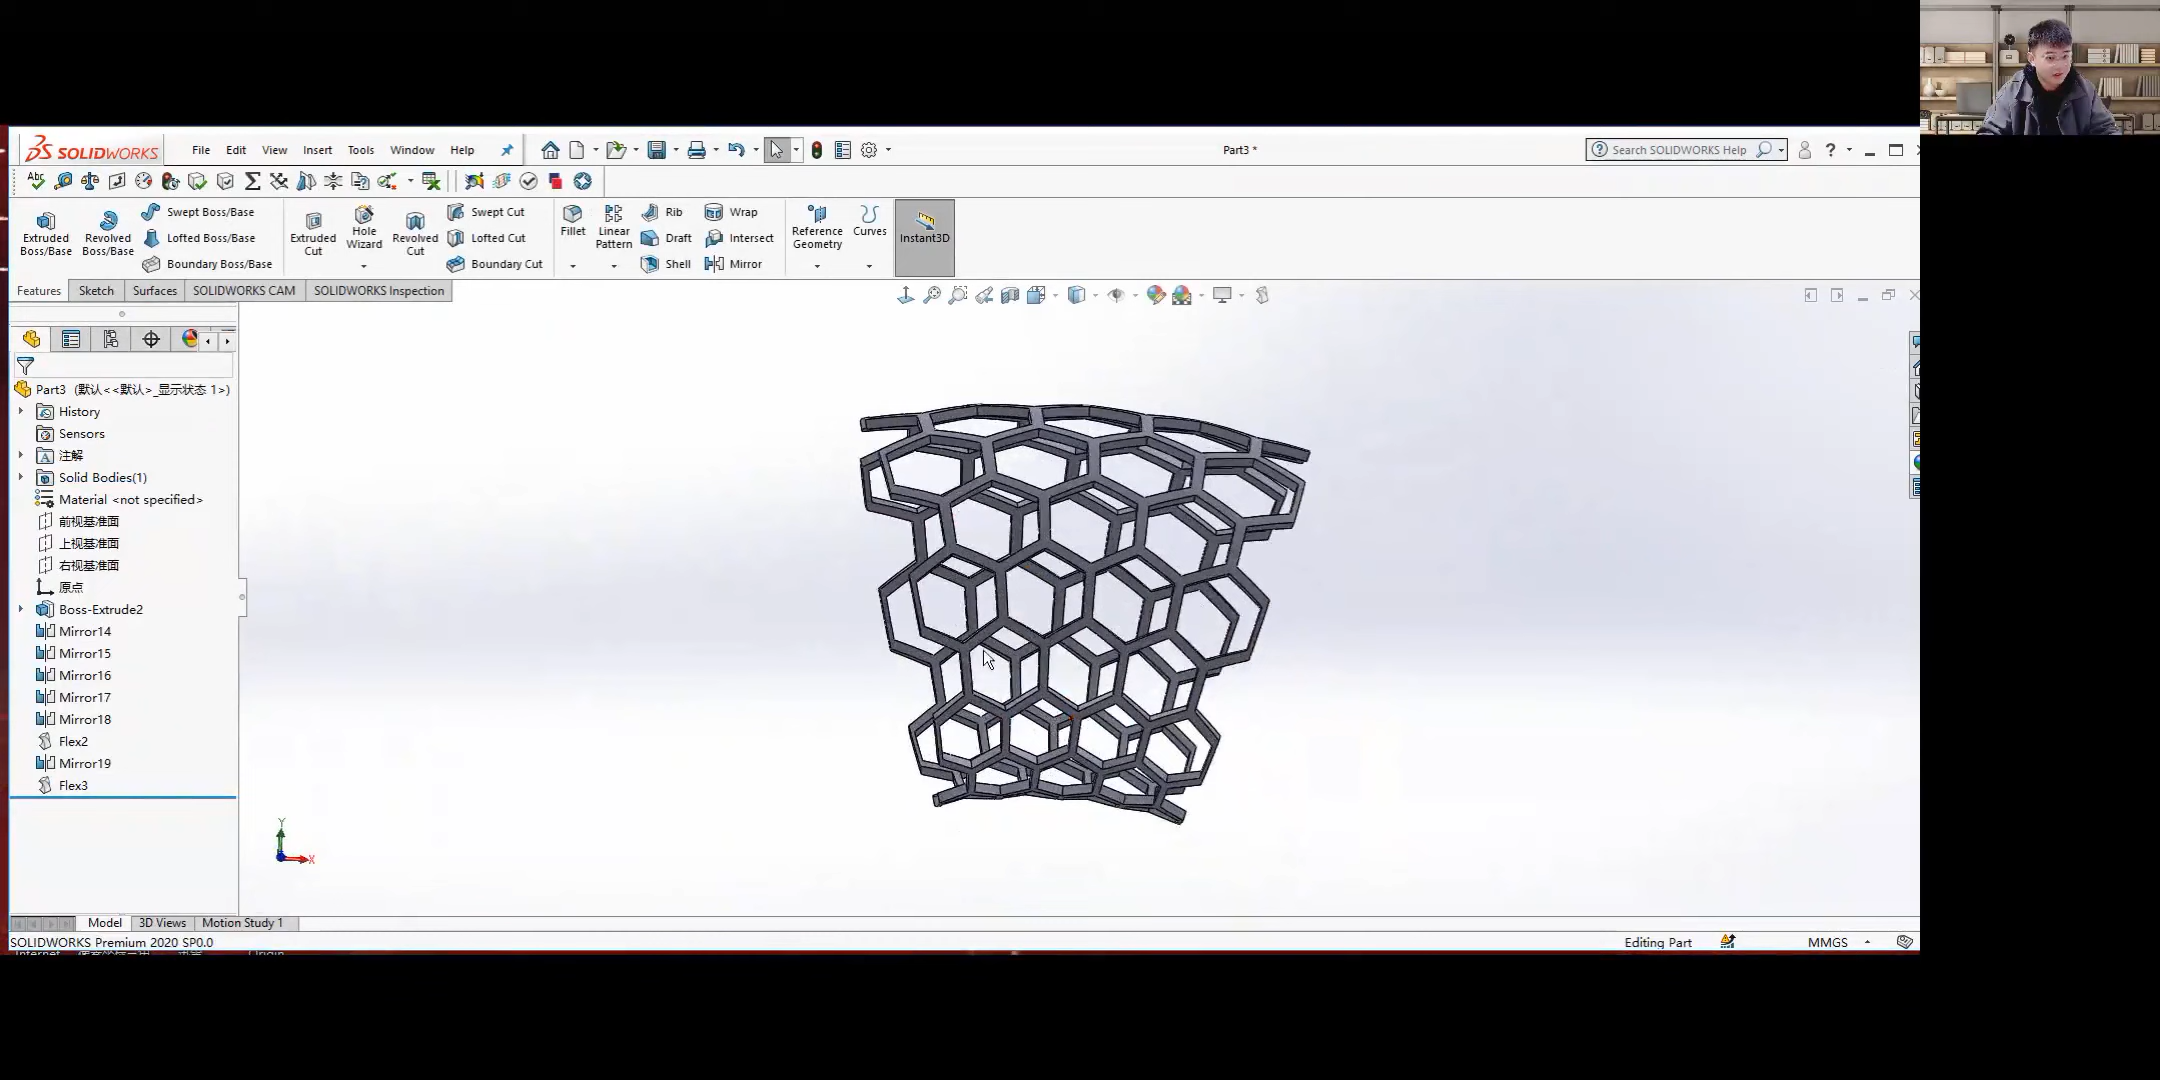 SOLIDWORKS File Edit View Insert Tools Window Help Part3 * Search SOLIDWORKS Help
Extruded Boss/Base
Revolved Boss/Base
Swept Boss/Base
Lofted Boss/Base
Boundary Boss/Base
Extruded Cut
Hole Wizard
Revolved Cut
Swept Cut
Lofted Cut
Boundary Cut
Fillet
Linear Pattern
Rib
Draft
Shell
Wrap
Intersect
Mirror
Reference Geometry
Curves
Instant3D
Features Sketch Surfaces SOLIDWORKS CAM SOLIDWORKS Inspection
Part3 (默认<<默认>_显示状态 1>)
History
Sensors
注解
Solid Bodies(1)
Material <not specified>
前视基准面
上视基准面
右视基准面
原点
Boss-Extrude2
Mirror14
Mirror15
Mirror16
Mirror17
Mirror18
Flex2
Mirror19
Flex3
Y
X
Model 3D Views Motion Study 1
SOLIDWORKS Premium 2020 SP0.0 Editing Part MMGS